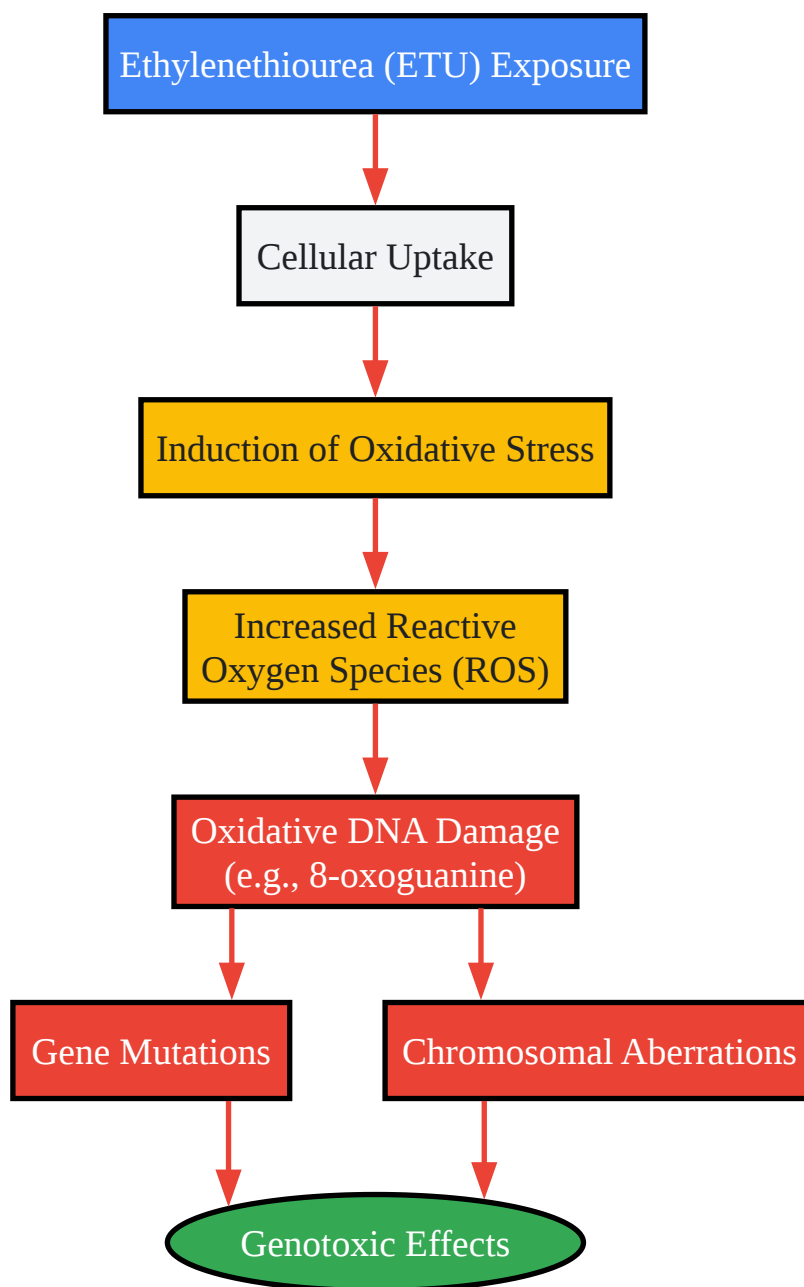 Ethylenethiourea (ETU) Exposure
Cellular Uptake
Induction of Oxidative Stress
Increased Reactive
Oxygen Species (ROS)
Oxidative DNA Damage
(e.g., 8-oxoguanine)
Gene Mutations
Chromosomal Aberrations
Genotoxic Effects